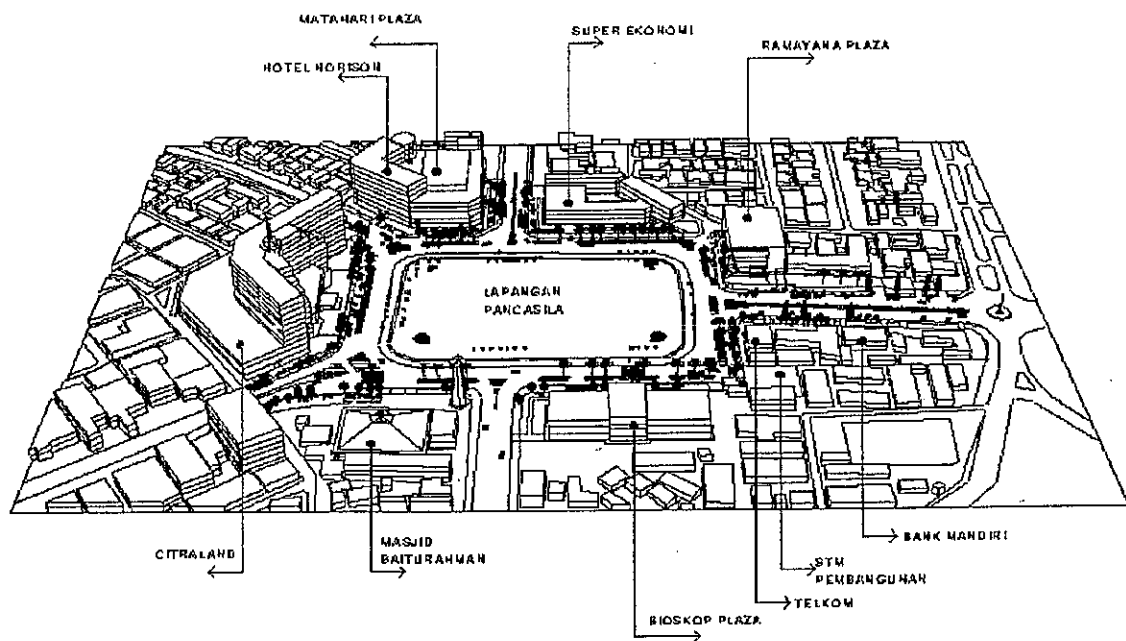 MATAHARI PLAZA
SUPER EKONOMI
RAMAYANA PLAZA
HOTEL HORISON
LAPANGAN
PANCASILA
CITRALAND
MASJID
BAITURAHMAN
BANK MANDIRI
STM
PEMBANGUNAN
TELKOM
BIOSKOP PLAZA